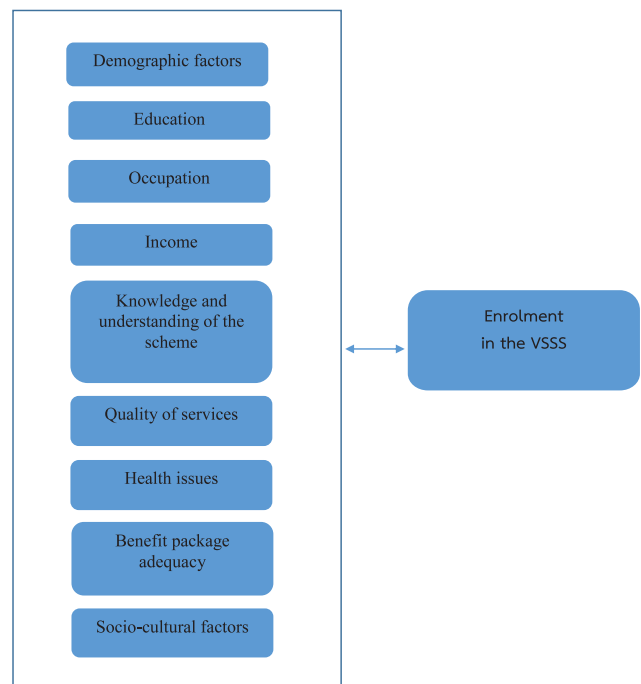 Demographic factors
Education
Occupation
Income
Knowledge and
understanding of the
scheme
Quality of services
Health issues
Benefit package
adequacy
Socio-cultural factors
Enrolment
in the VSSS